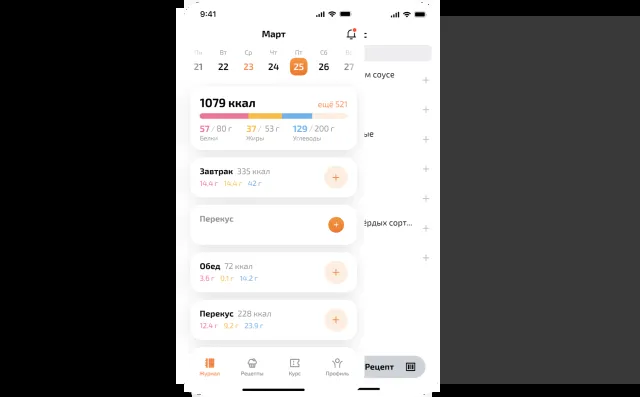 9:41
Март
с
Пн Вт Ср Чт Пт Сб Вс
21 22 23 24 25 26 27
м соусе
1079 ккал
ещё 521
57 / 80 г 37 / 53 г 129 / 200 г
Белки Жиры Углеводы
ые
Завтрак 335 ккал
14.4 г 14.4 г 42 г
Перекус
ёрдых сорт...
Обед 72 ккал
3.6 г 0.1 г 14.2 г
Перекус 228 ккал
12.4 г 9.2 г 23.9 г
Журнал Рецепты Курс Профиль
Рецепт